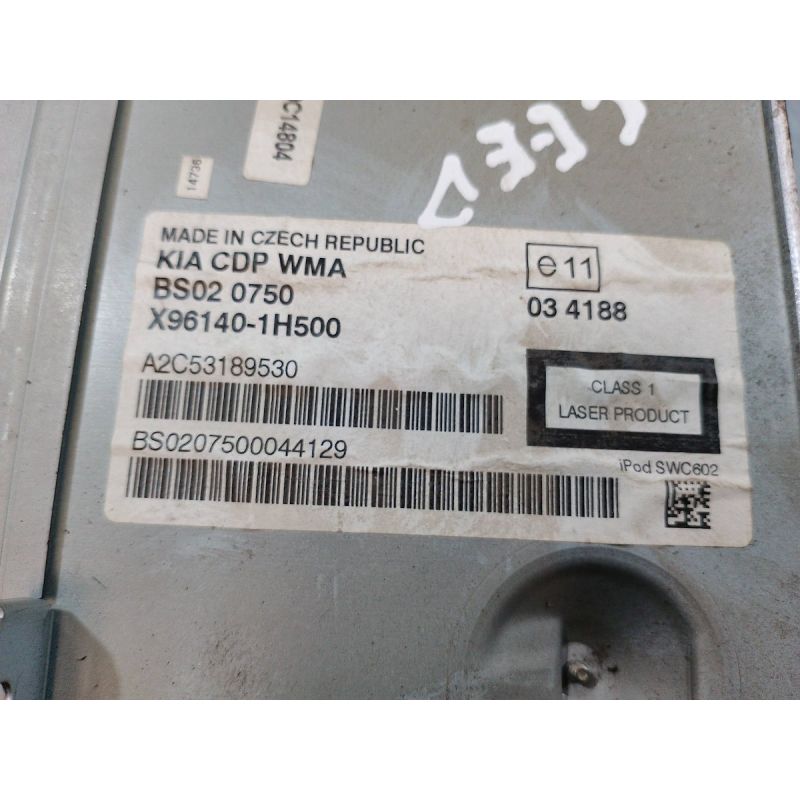 C14804
14736
CEED
MADE IN CZECH REPUBLIC
KIA CDP WMA
BS02 0750
X96140-1H500
A2C53189530
BS0207500044129
e11
03 4188
CLASS 1
LASER PRODUCT
iPod SWC602